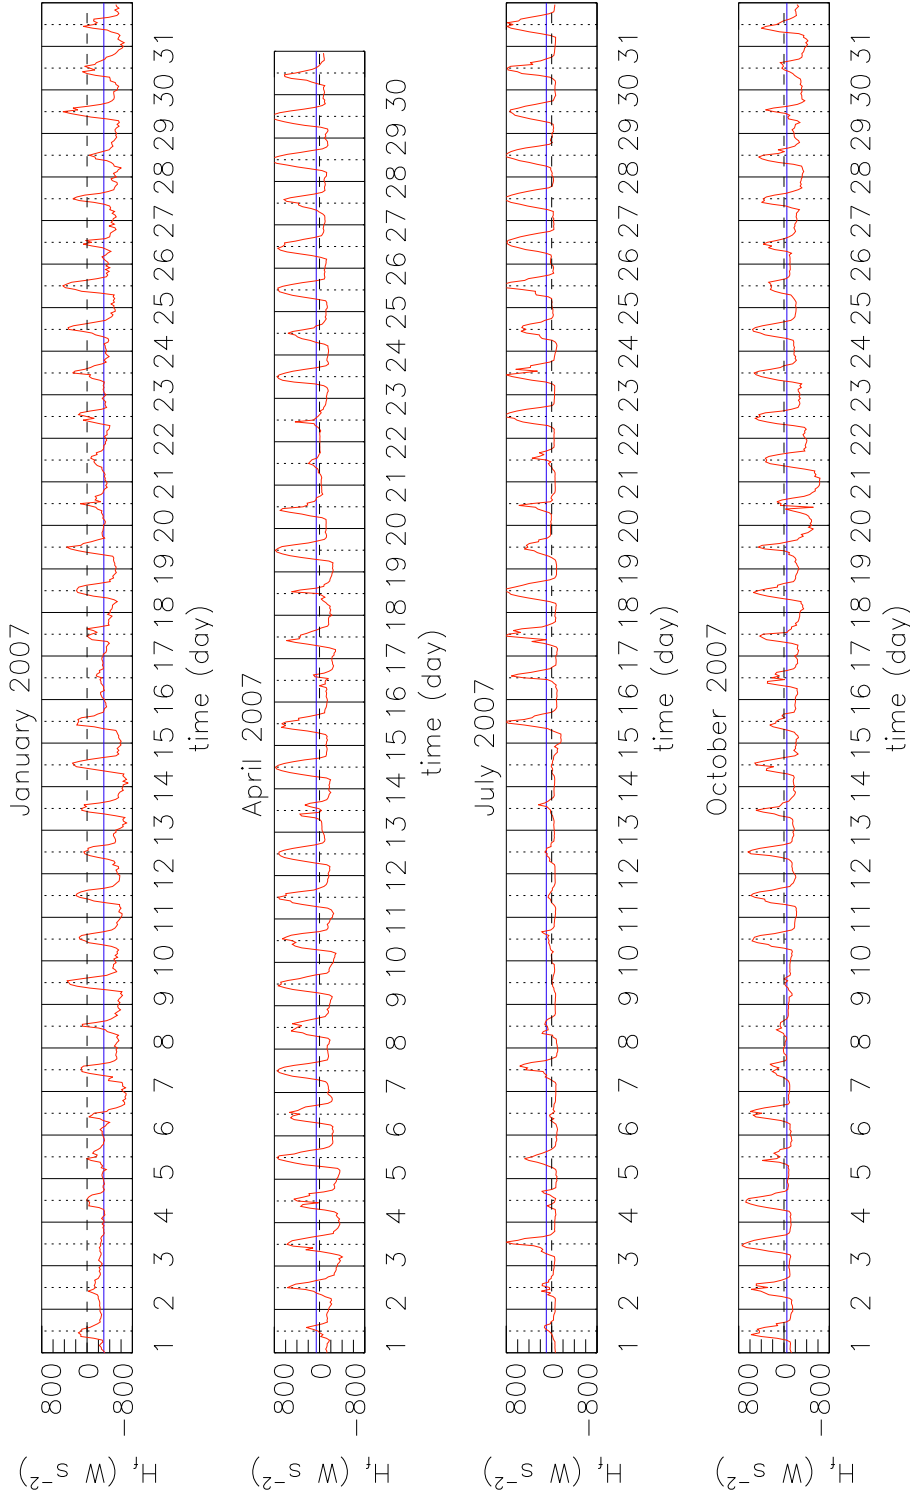 January 2007
800
0
−800
H_f (W s⁻²)
1 2 3 4 5 6 7 8 9 10 11 12 13 14 15 16 17 18 19 20 21 22 23 24 25 26 27 28 29 30 31
time (day)
April 2007
800
0
−800
H_f (W s⁻²)
1 2 3 4 5 6 7 8 9 10 11 12 13 14 15 16 17 18 19 20 21 22 23 24 25 26 27 28 29 30
time (day)
July 2007
800
0
−800
H_f (W s⁻²)
1 2 3 4 5 6 7 8 9 10 11 12 13 14 15 16 17 18 19 20 21 22 23 24 25 26 27 28 29 30 31
time (day)
October 2007
800
0
−800
H_f (W s⁻²)
1 2 3 4 5 6 7 8 9 10 11 12 13 14 15 16 17 18 19 20 21 22 23 24 25 26 27 28 29 30 31
time (day)